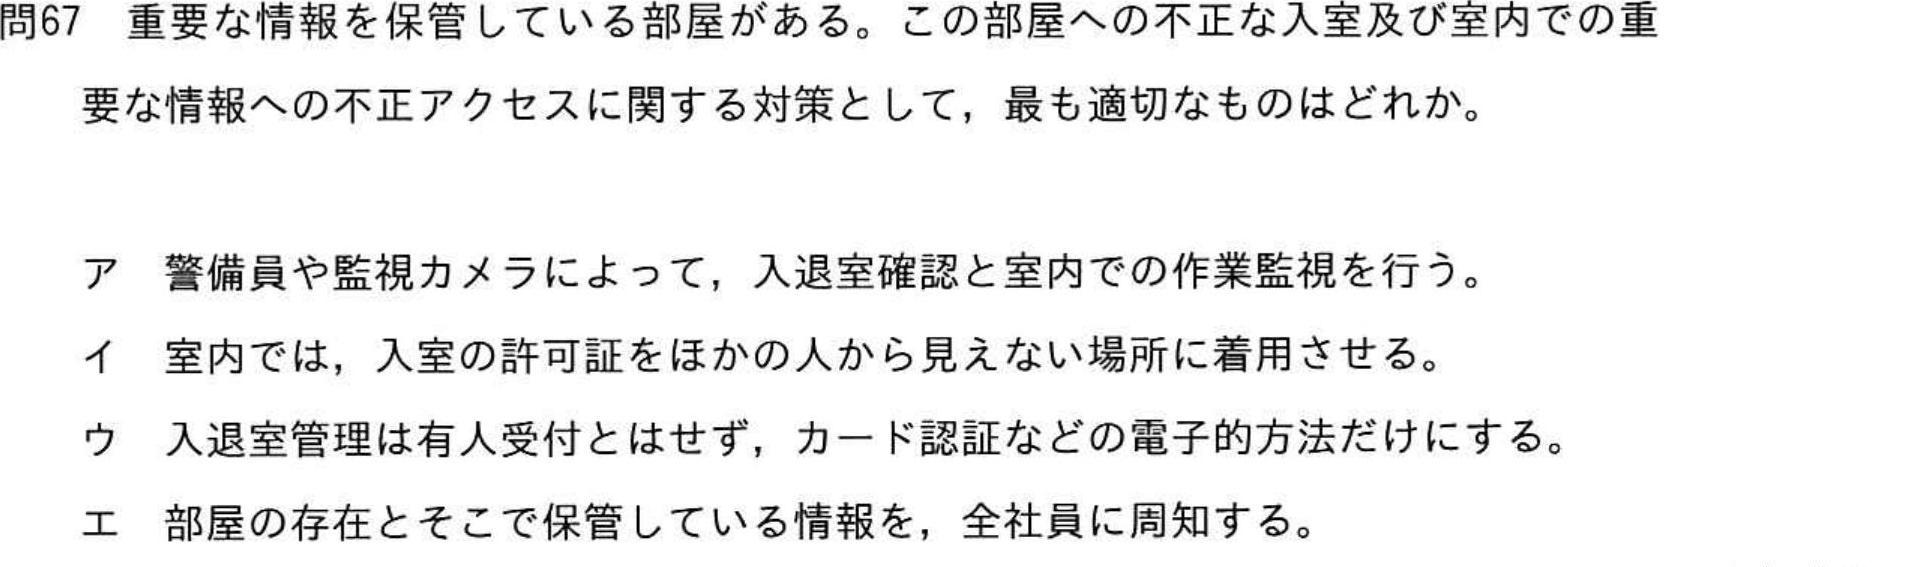 問67　重要な情報を保管している部屋がある。この部屋への不正な入室及び室内での重
要な情報への不正アクセスに関する対策として，最も適切なものはどれか。
ア　警備員や監視カメラによって，入退室確認と室内での作業監視を行う。
イ　室内では，入室の許可証をほかの人から見えない場所に着用させる。
ウ　入退室管理は有人受付とはせず，カード認証などの電子的方法だけにする。
エ　部屋の存在とそこで保管している情報を，全社員に周知する。